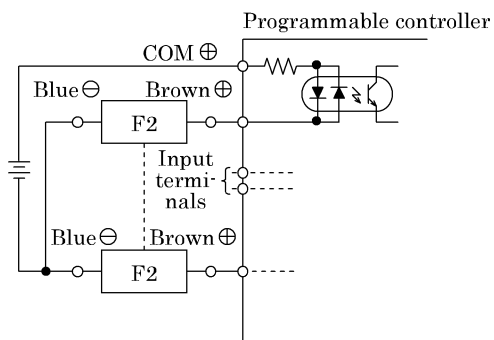 Programmable controller
COM ⊕
Blue ⊖
Brown ⊕
F2
Input
termi-
nals
Blue ⊖
Brown ⊕
F2